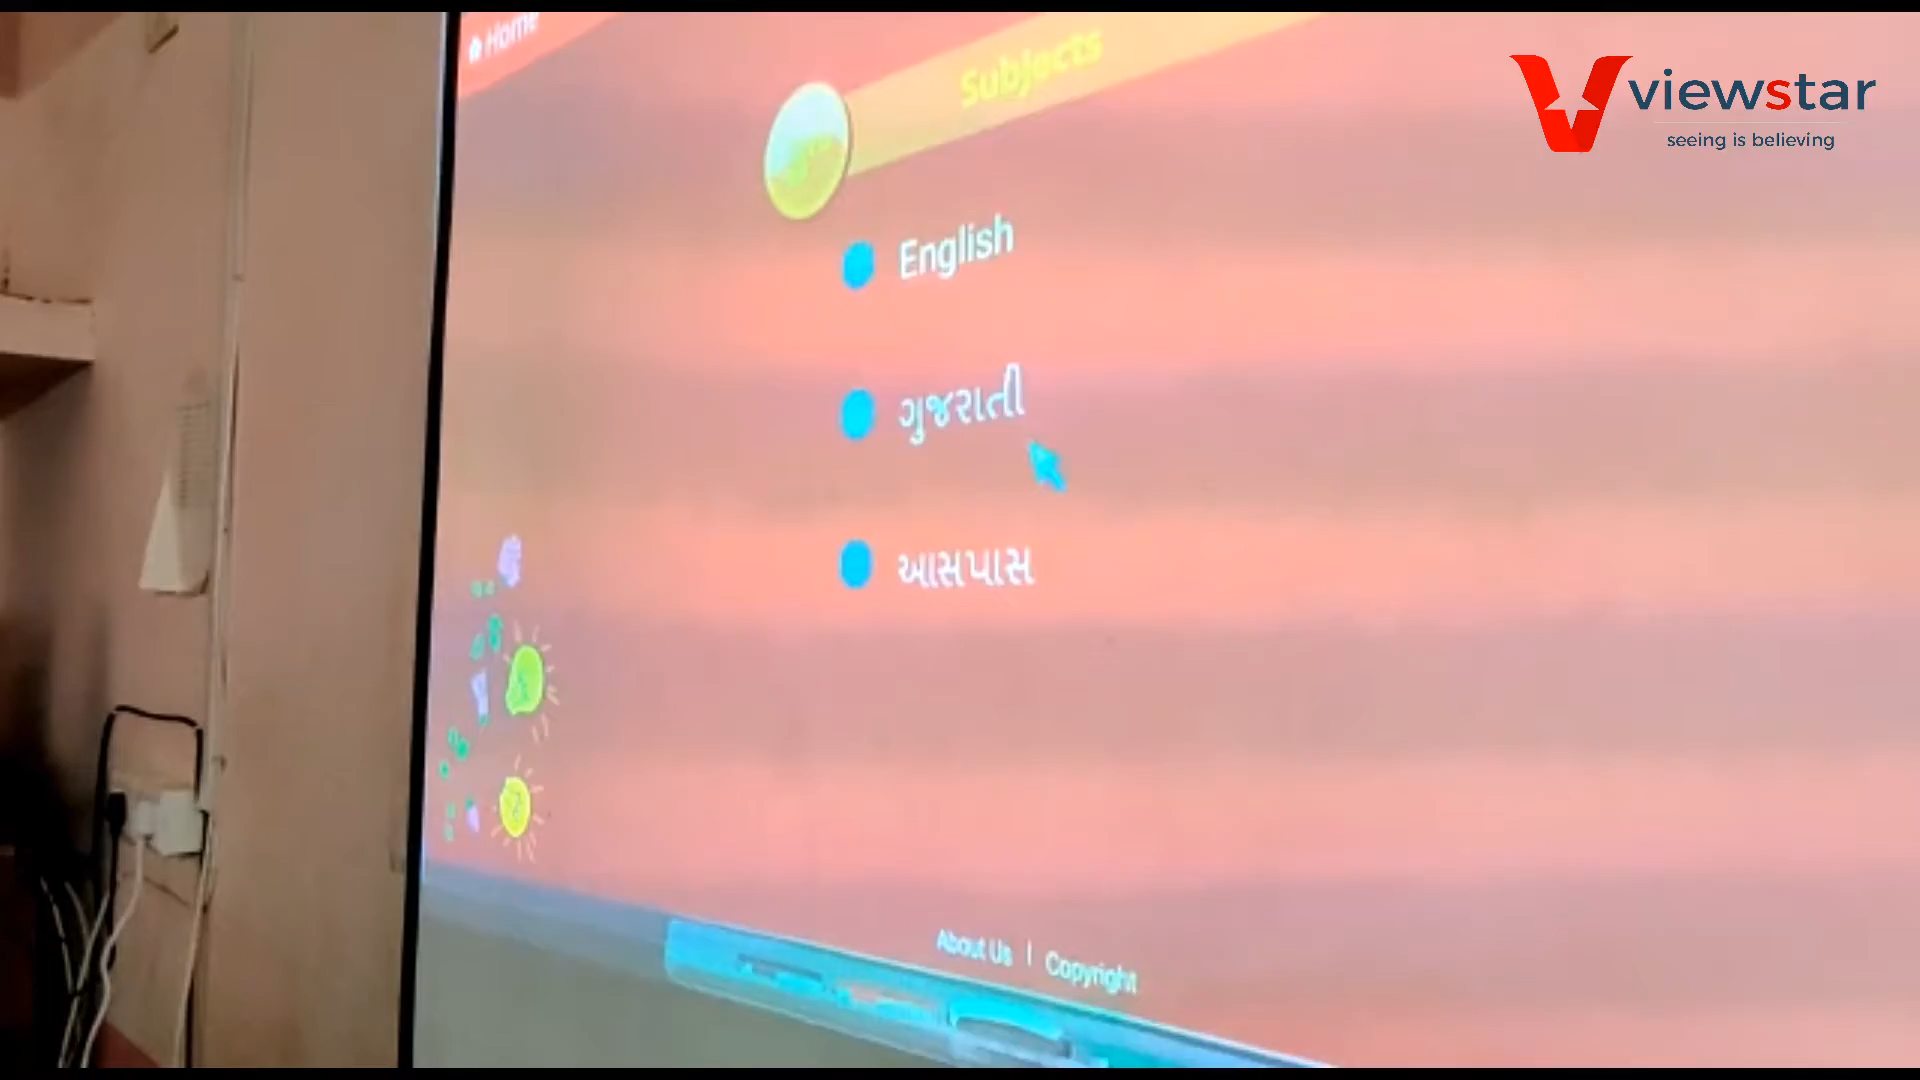 Home
Subjects
viewstar
seeing is believing
English
ગુજરાતી
આસપાસ
About Us | Copyright